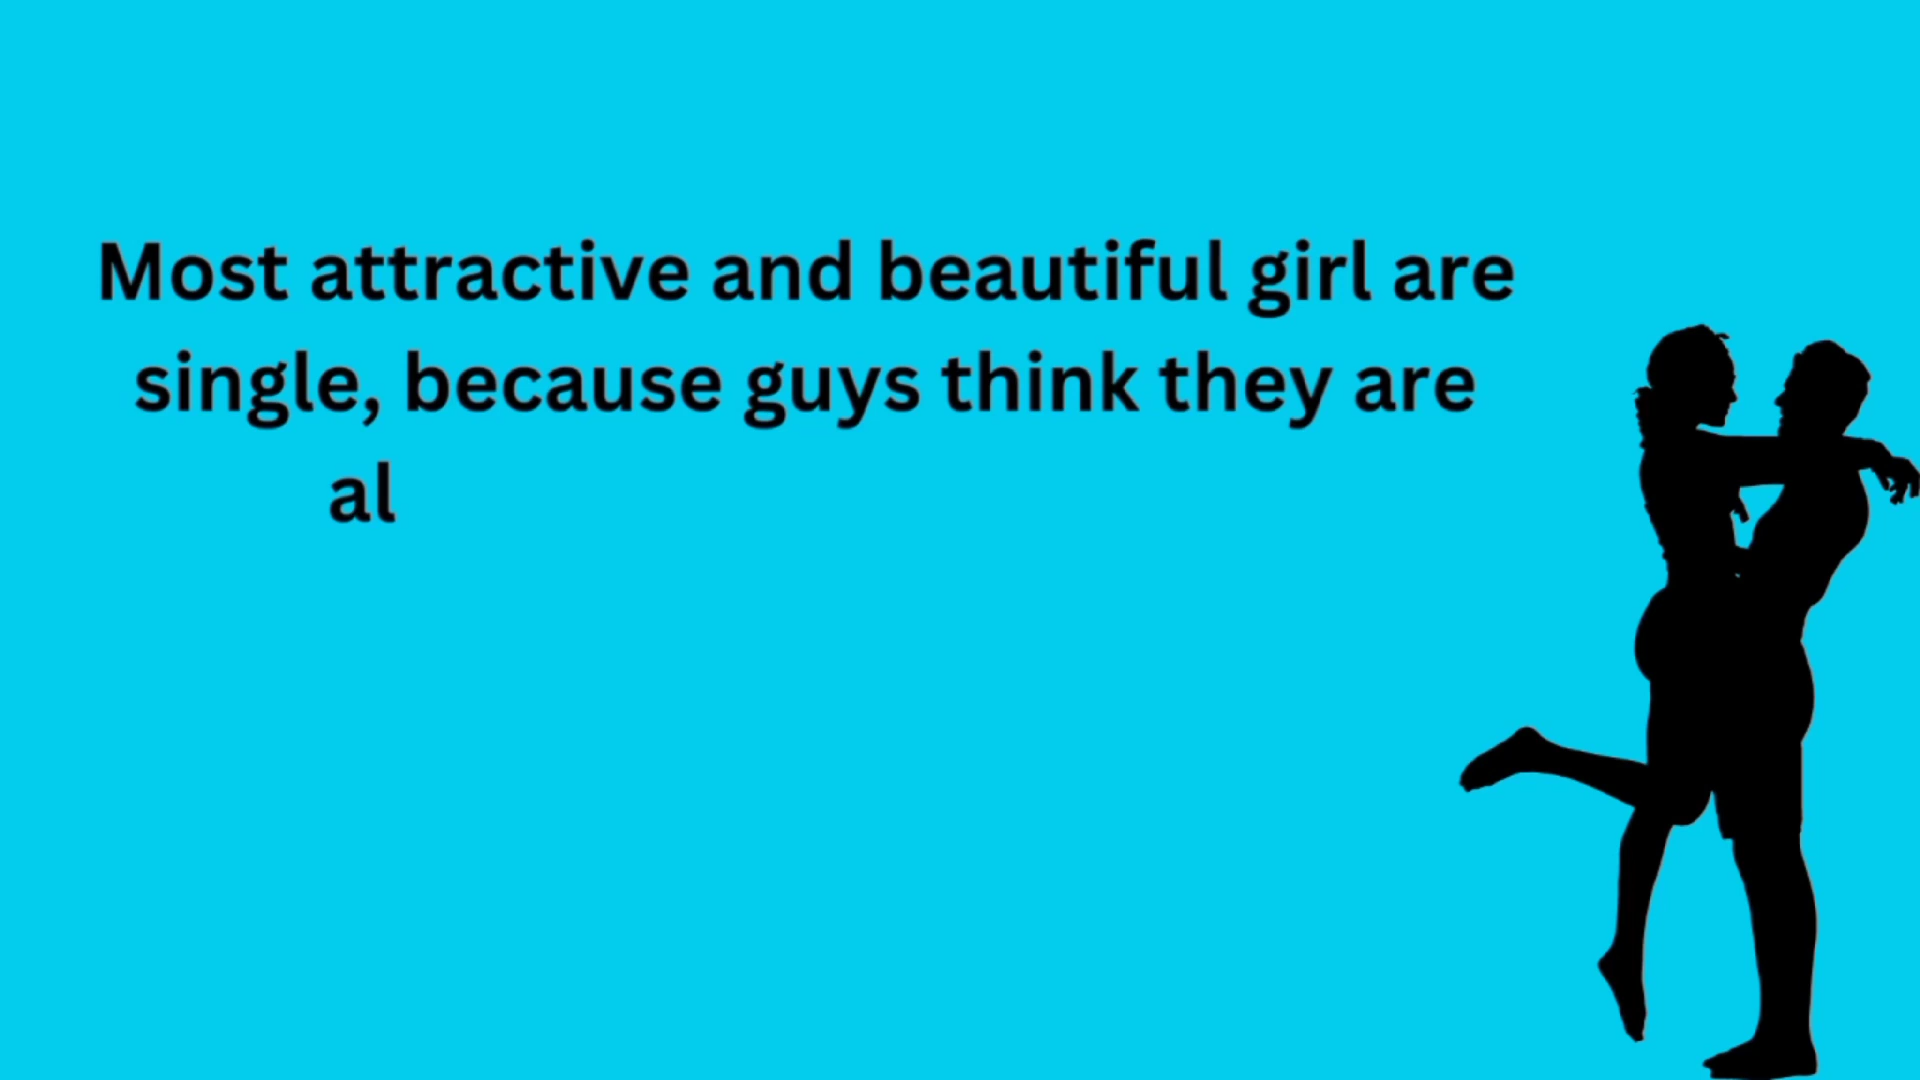 Most attractive and beautiful girl are
single, because guys think they are
al